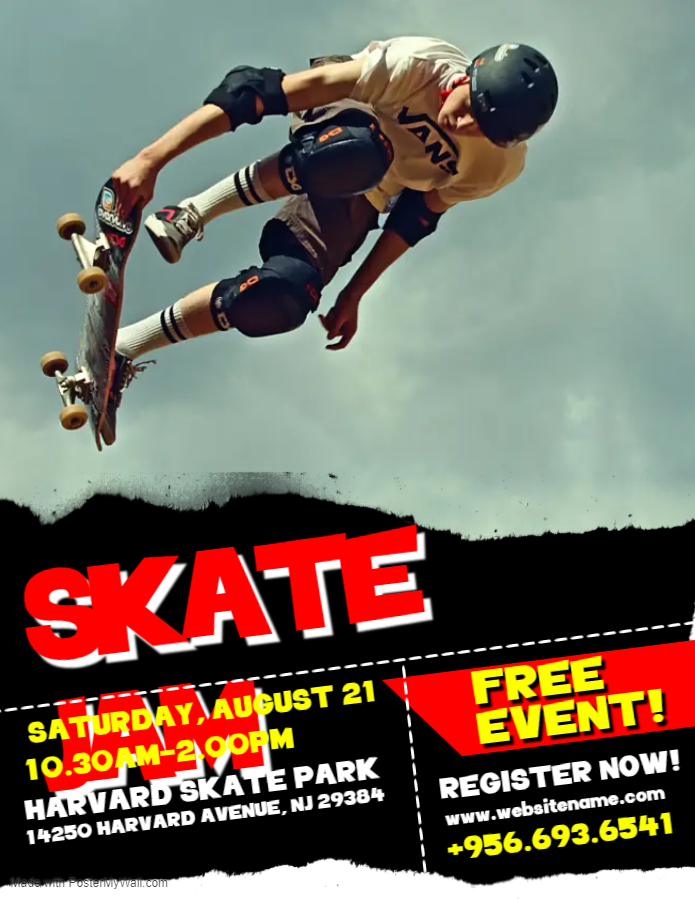 VANS
SKATE
JAM
SATURDAY, AUGUST 21
10.30AM-2.00PM
HARVARD SKATE PARK
14250 HARVARD AVENUE, NJ 29384
FREE
EVENT!
REGISTER NOW!
www.websitename.com
+956.693.6541
Made with PosterMyWall.com